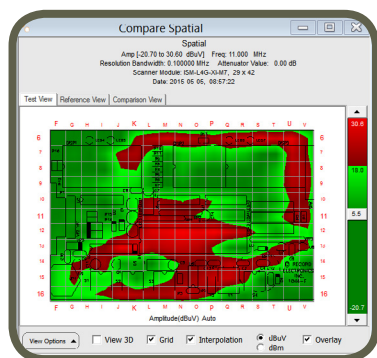 Compare Spatial
Spatial
Amp [-20.70 to 30.60 dBuV] Freq: 11.000 MHz
Resolution Bandwidth: 0.100000 MHz Attenuator Value: 0.00 dB
Scanner Module: ISM-L4G-XI-M7, 29 x 42
Date: 2015 05 05, 08:57:22
Test View Reference View Comparison View
F G H I J K L M N O P Q R S T U V
6 6
7 7
8 8
9 9
10 10
11 11
12 12
13 13
14 14
15 15
16 16
F G H I J K L M N O P Q R S T U V
RECORD
ELECTRONICS
INC.
30.6
5.5
-20.7
Amplitude(dBuV) Auto
View Options View 3D Grid Interpolation dBuV Overlay
dBm